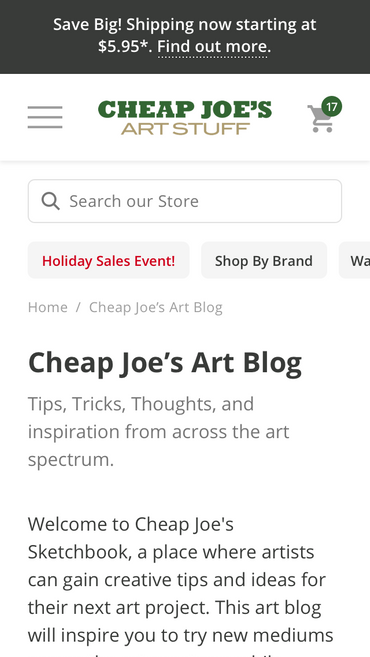 Save Big! Shipping now starting at
$5.95*. Find out more.
CHEAP JOE'S
ART STUFF
17
Search our Store
Holiday Sales Event!
Shop By Brand
Wa
Home / Cheap Joe’s Art Blog
Cheap Joe’s Art Blog
Tips, Tricks, Thoughts, and
inspiration from across the art
spectrum.
Welcome to Cheap Joe's
Sketchbook, a place where artists
can gain creative tips and ideas for
their next art project. This art blog
will inspire you to try new mediums